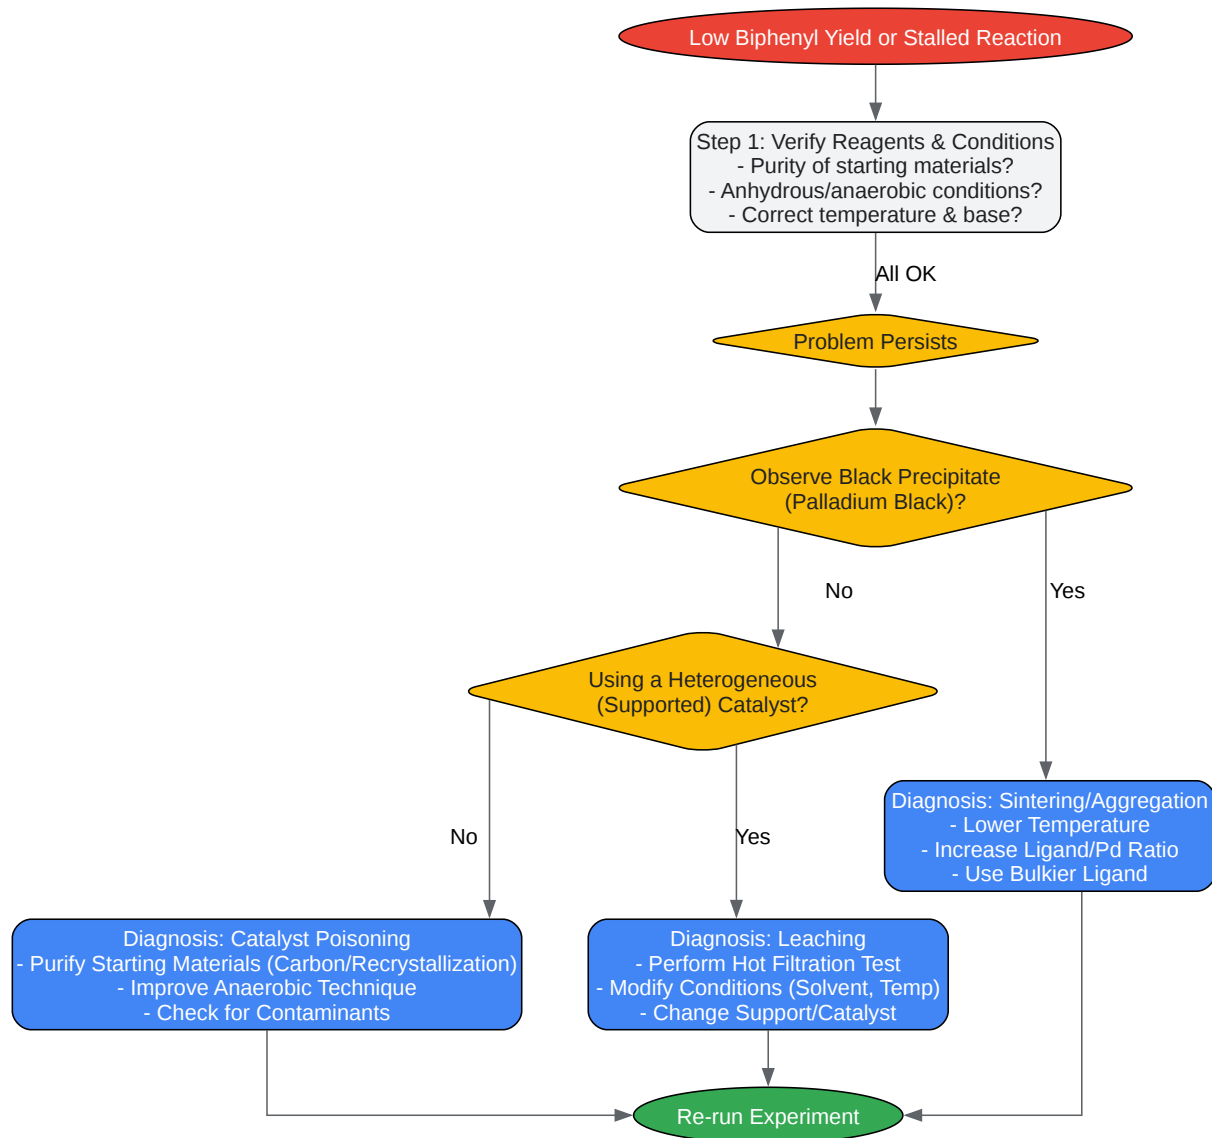 Low Biphenyl Yield or Stalled Reaction
Step 1: Verify Reagents & Conditions
- Purity of starting materials?
- Anhydrous/anaerobic conditions?
- Correct temperature & base?
All OK
Problem Persists
Observe Black Precipitate
(Palladium Black)?
No
Yes
Using a Heterogeneous
(Supported) Catalyst?
No
Yes
Diagnosis: Sintering/Aggregation
- Lower Temperature
- Increase Ligand/Pd Ratio
- Use Bulkier Ligand
Diagnosis: Catalyst Poisoning
- Purify Starting Materials (Carbon/Recrystallization)
- Improve Anaerobic Technique
- Check for Contaminants
Diagnosis: Leaching
- Perform Hot Filtration Test
- Modify Conditions (Solvent, Temp)
- Change Support/Catalyst
Re-run Experiment